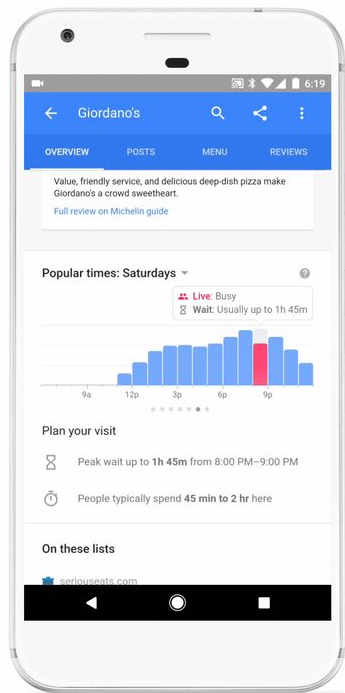 6:19
Giordano's
OVERVIEW POSTS MENU REVIEWS
Value, friendly service, and delicious deep-dish pizza make
Giordano's a crowd sweetheart.
Full review on Michelin guide
Popular times: Saturdays
?
Live: Busy
Wait: Usually up to 1h 45m
9a 12p 3p 6p 9p
Plan your visit
Peak wait up to 1h 45m from 8:00 PM–9:00 PM
People typically spend 45 min to 2 hr here
On these lists
seriouseats.com